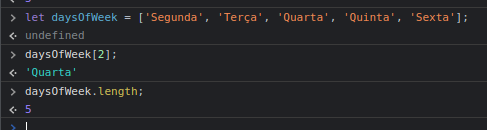 let daysOfWeek = ['Segunda', 'Terça', 'Quarta', 'Quinta', 'Sexta'];
undefined
daysOfWeek[2];
'Quarta'
daysOfWeek.length;
5